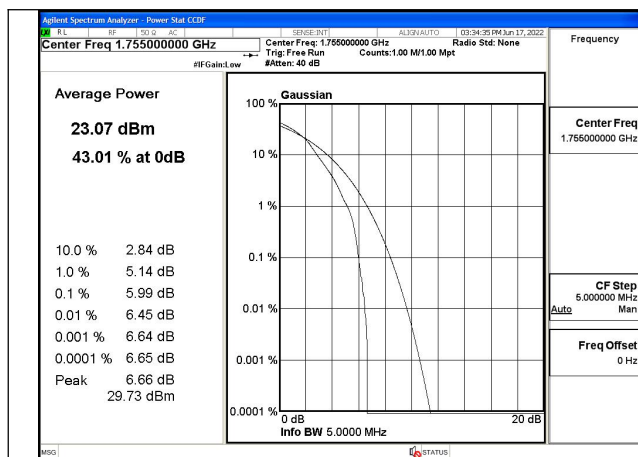 Agilent Spectrum Analyzer - Power Stat CCDF
RL RF 50 Ω AC SENSE:INT ALIGN AUTO 03:34:35 PM Jun 17, 2022
Center Freq 1.755000000 GHz
Center Freq: 1.755000000 GHz Radio Std: None
Trig: Free Run Counts:1.00 M/1.00 Mpt
#IFGain:Low #Atten: 40 dB
Frequency
Average Power
23.07 dBm
43.01 % at 0dB
10.0 % 2.84 dB
1.0 % 5.14 dB
0.1 % 5.99 dB
0.01 % 6.45 dB
0.001 % 6.64 dB
0.0001 % 6.65 dB
Peak 6.66 dB
29.73 dBm
Gaussian
100 %
10 %
1 %
0.1 %
0.01 %
0.001 %
0.0001 %
0 dB 20 dB
Info BW 5.0000 MHz
Center Freq
1.755000000 GHz
CF Step
5.000000 MHz
Auto Man
Freq Offset
0 Hz
MSG STATUS